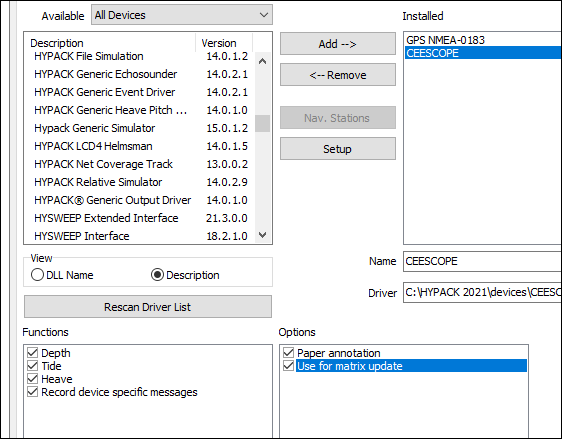 Available All Devices Installed
Description Version
HYPACK File Simulation 14.0.1.2
HYPACK Generic Echosounder 14.0.2.1
HYPACK Generic Event Driver 14.0.2.1
HYPACK Generic Heave Pitch ... 14.0.1.0
Hypack Generic Simulator 15.0.1.2
HYPACK LCD4 Helmsman 14.0.1.5
HYPACK Net Coverage Track 13.0.0.2
HYPACK Relative Simulator 14.0.2.9
HYPACK® Generic Output Driver 14.0.1.0
HYSWEEP Extended Interface 21.3.0.0
HYSWEEP Interface 18.2.1.0
Add -->
<-- Remove
Nav. Stations
Setup
GPS NMEA-0183
CEESCOPE
View
DLL Name Description
Rescan Driver List
Name CEESCOPE
Driver C:\HYPACK 2021\devices\CEESC
Functions
Depth
Tide
Heave
Record device specific messages
Options
Paper annotation
Use for matrix update